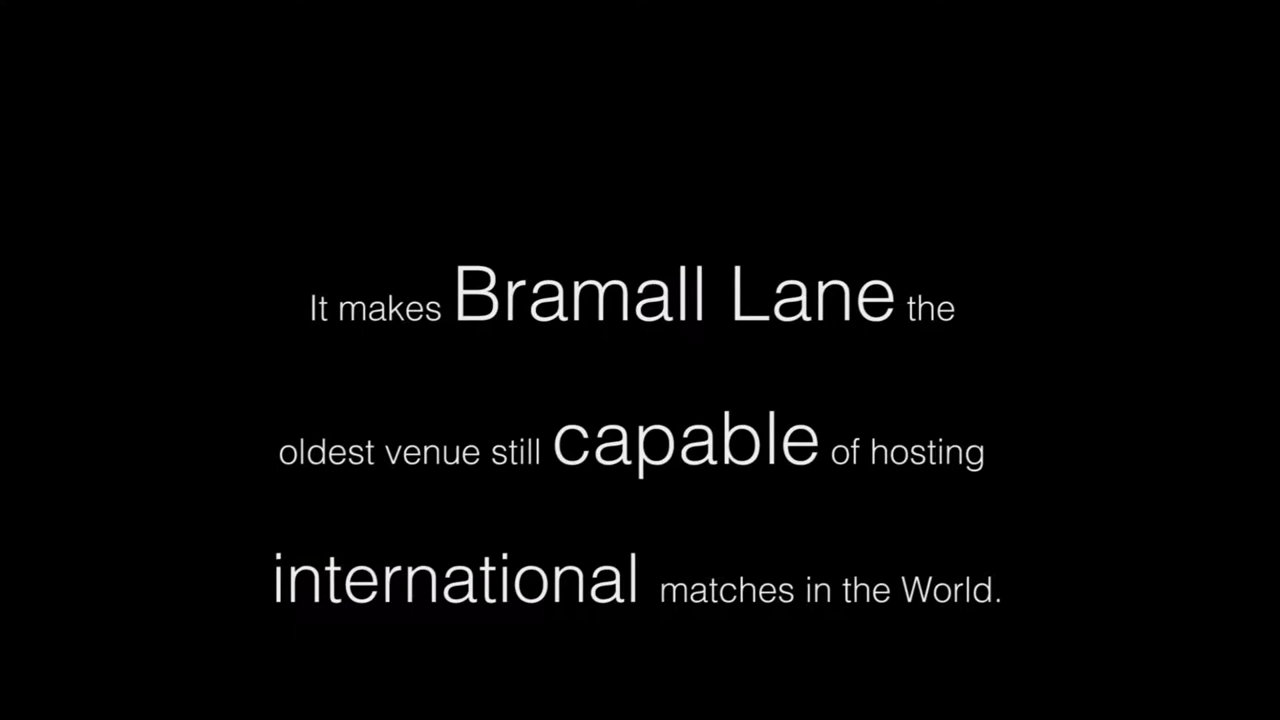 It makes Bramall Lane the
oldest venue still capable of hosting
international matches in the World.